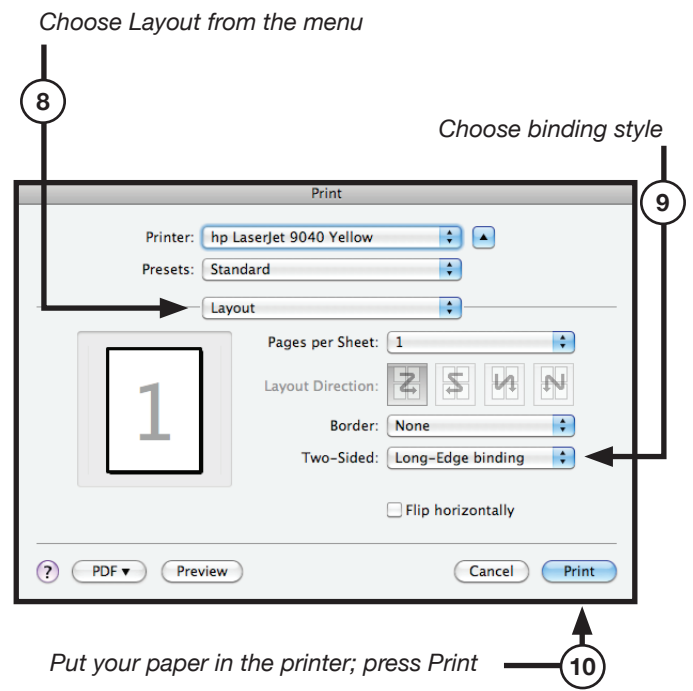 Choose Layout from the menu
8
Choose binding style
9
Print
Printer: hp LaserJet 9040 Yellow
Presets: Standard
Layout
Pages per Sheet: 1
1
Layout Direction:
Border: None
Two-Sided: Long-Edge binding
Flip horizontally
? PDF Preview Cancel Print
Put your paper in the printer; press Print
10